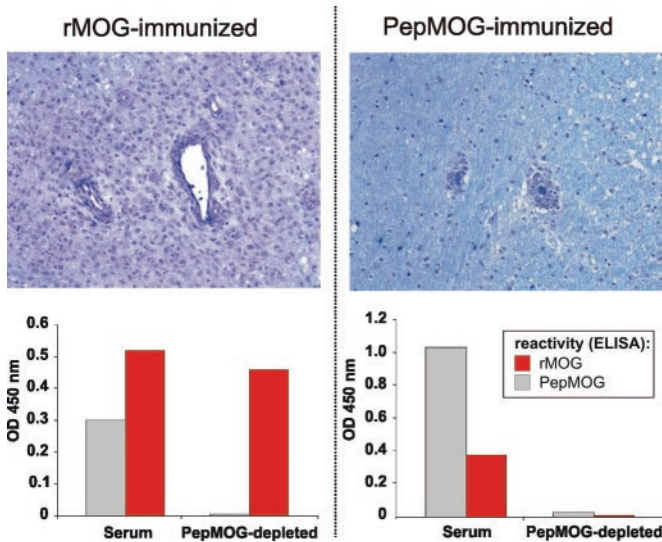 rMOG-immunized
PepMOG-immunized
0.6
0.5
0.4
0.3
0.2
0.1
0
OD 450 nm
Serum
PepMOG-depleted
1.2
1.0
0.8
0.6
0.4
0.2
0
OD 450 nm
reactivity (ELISA):
rMOG
PepMOG
Serum
PepMOG-depleted